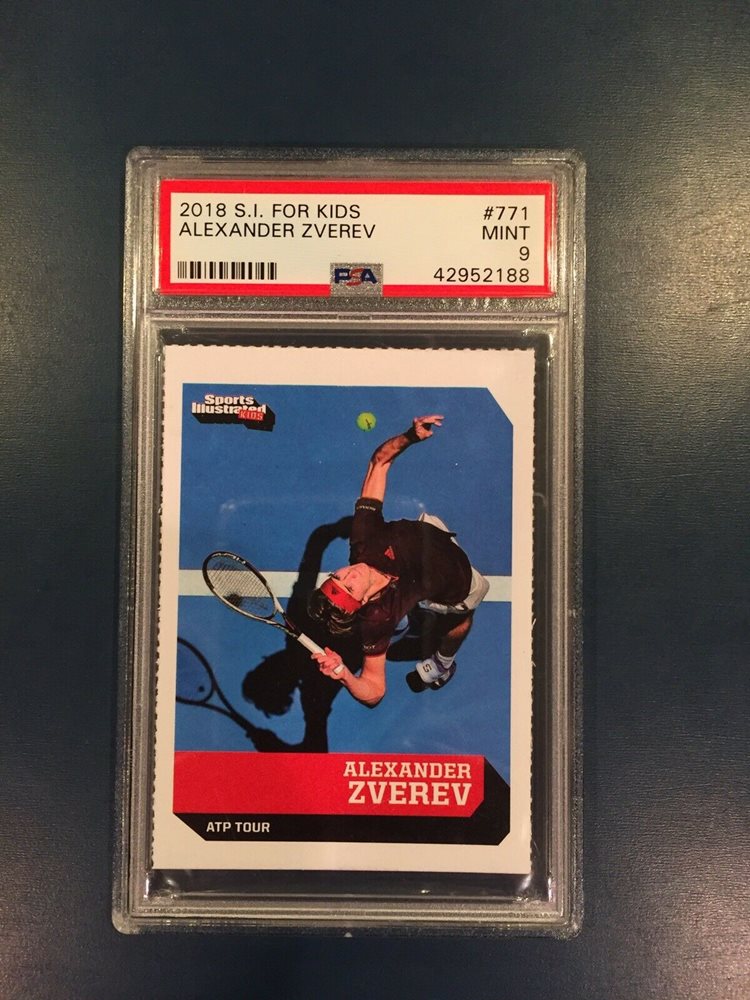 2018 S.I. FOR KIDS #771
ALEXANDER ZVEREV MINT
9
PSA 42952188
Sports
Illustrated
KIDS
ALEXANDER
ZVEREV
ATP TOUR